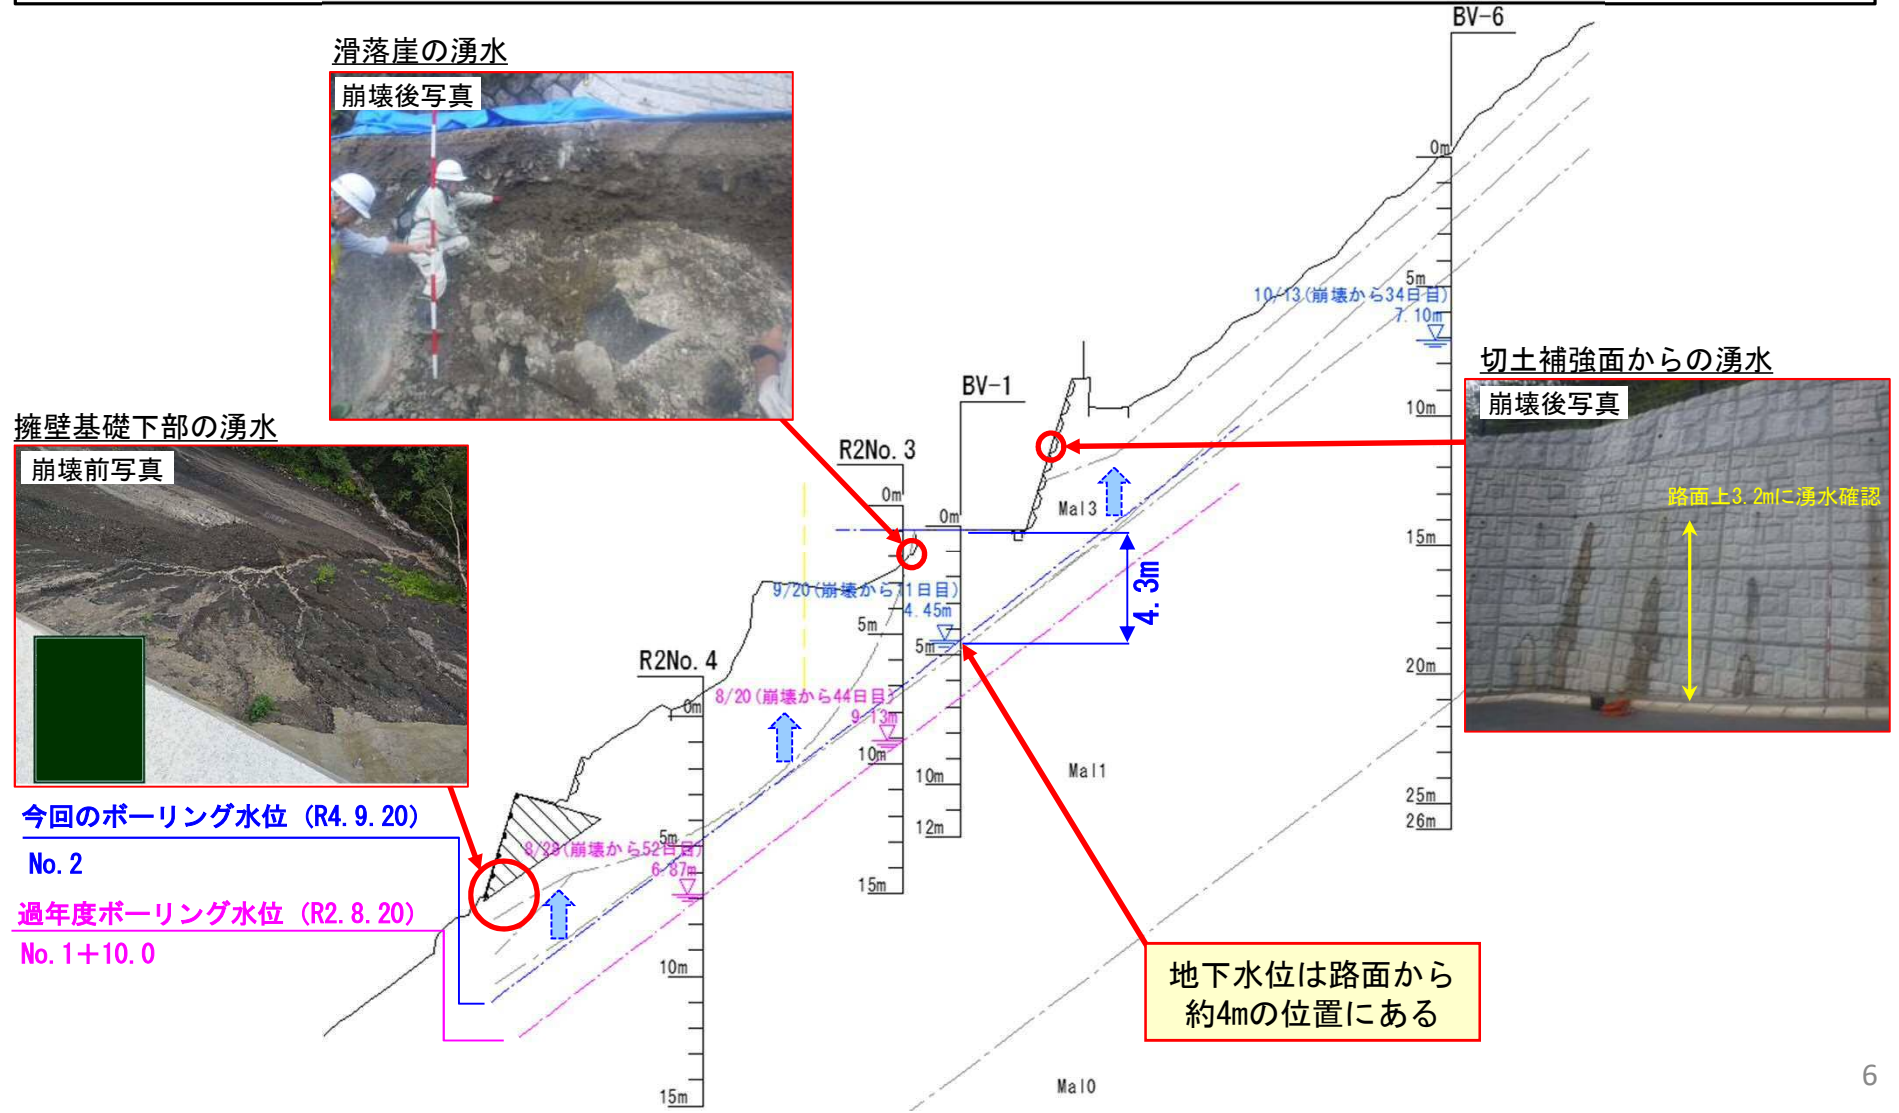 BV-6
滑落崖の湧水
崩壊後写真
0m
5m
10/13(崩壊から34日目)
7.10m
10m
15m
20m
25m
26m
切土補強面からの湧水
崩壊後写真
路面上3.2mに湧水確認
BV-1
0m
5m
10m
12m
R2No.3
0m
9/20(崩壊から11日目)
4.45m
5m
10m
15m
擁壁基礎下部の湧水
崩壊前写真
R2No.4
0m
8/20(崩壊から44日目)
9.13m
5m
8/28(崩壊から52日目)
6.87m
10m
15m
Mal3
4.3m
Mal1
Mal0
今回のボーリング水位（R4.9.20）
No.2
過年度ボーリング水位（R2.8.20）
No.1＋10.0
地下水位は路面から
約4mの位置にある
6